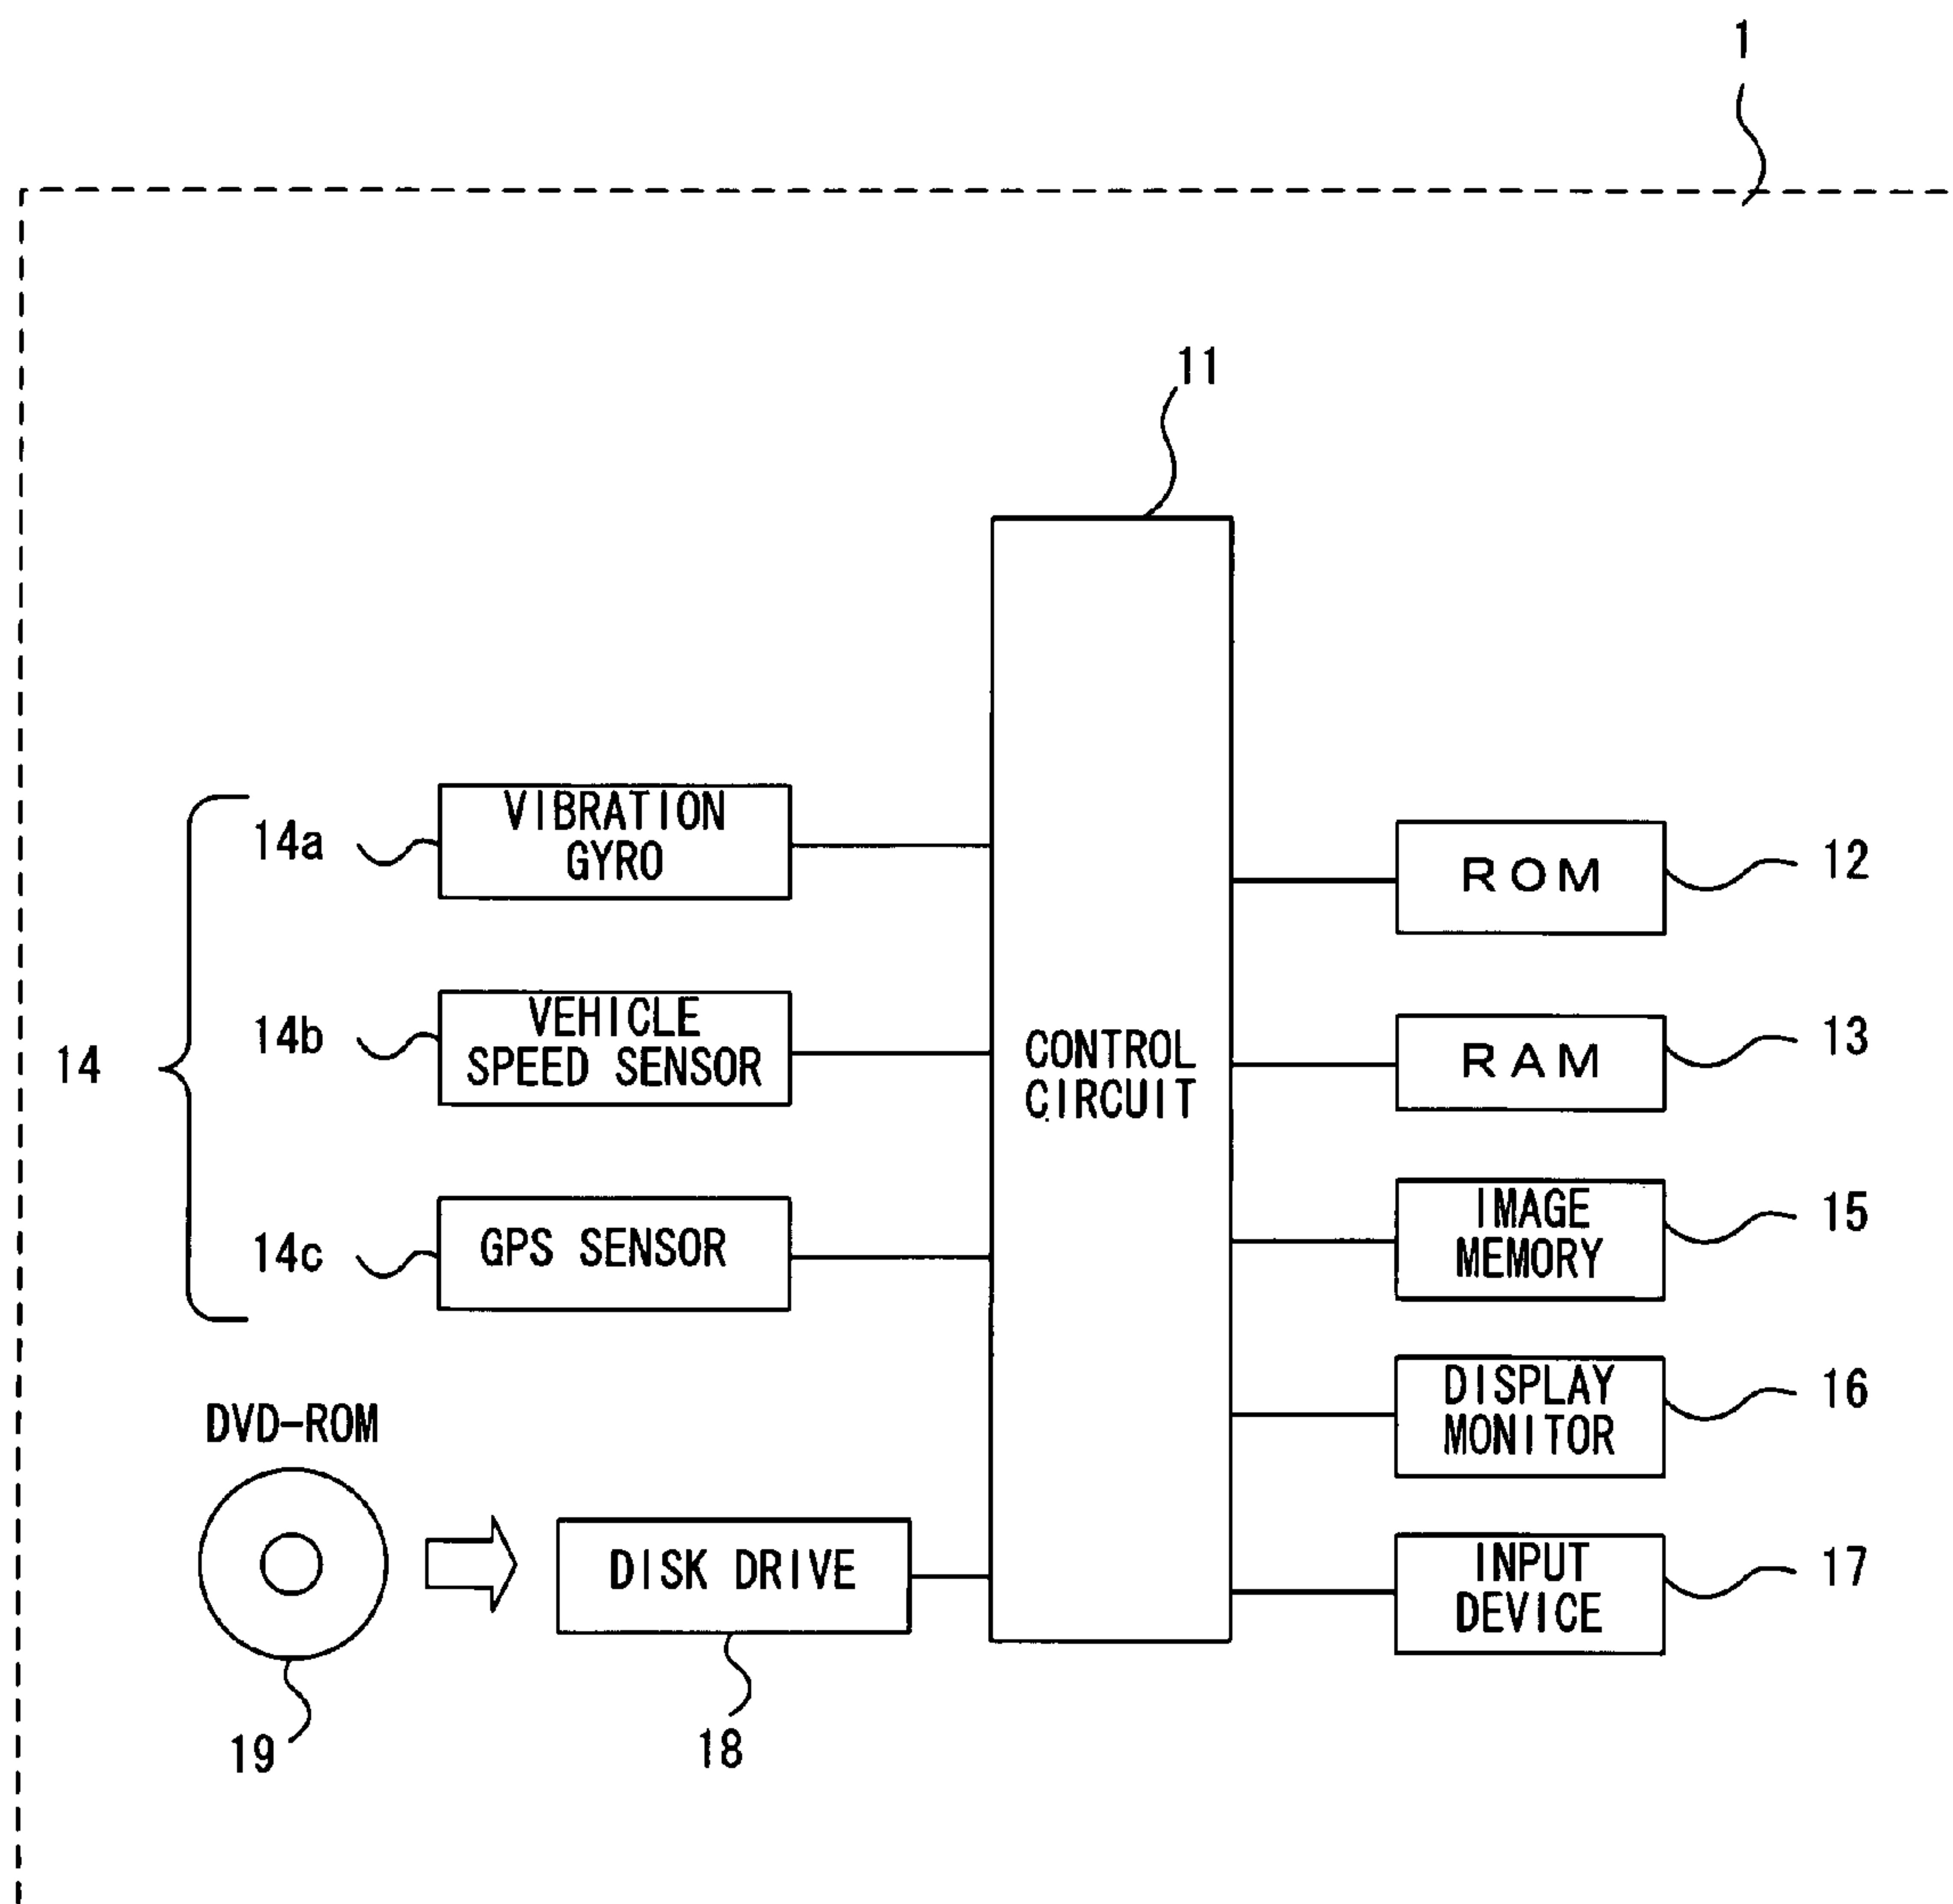 1
11
14a
VIBRATION
GYRO
ROM
12
14
14b
VEHICLE
SPEED SENSOR
CONTROL
CIRCUIT
RAM
13
14c
GPS SENSOR
IMAGE
MEMORY
15
DISPLAY
MONITOR
16
DVD-ROM
DISK DRIVE
INPUT
DEVICE
17
19
18